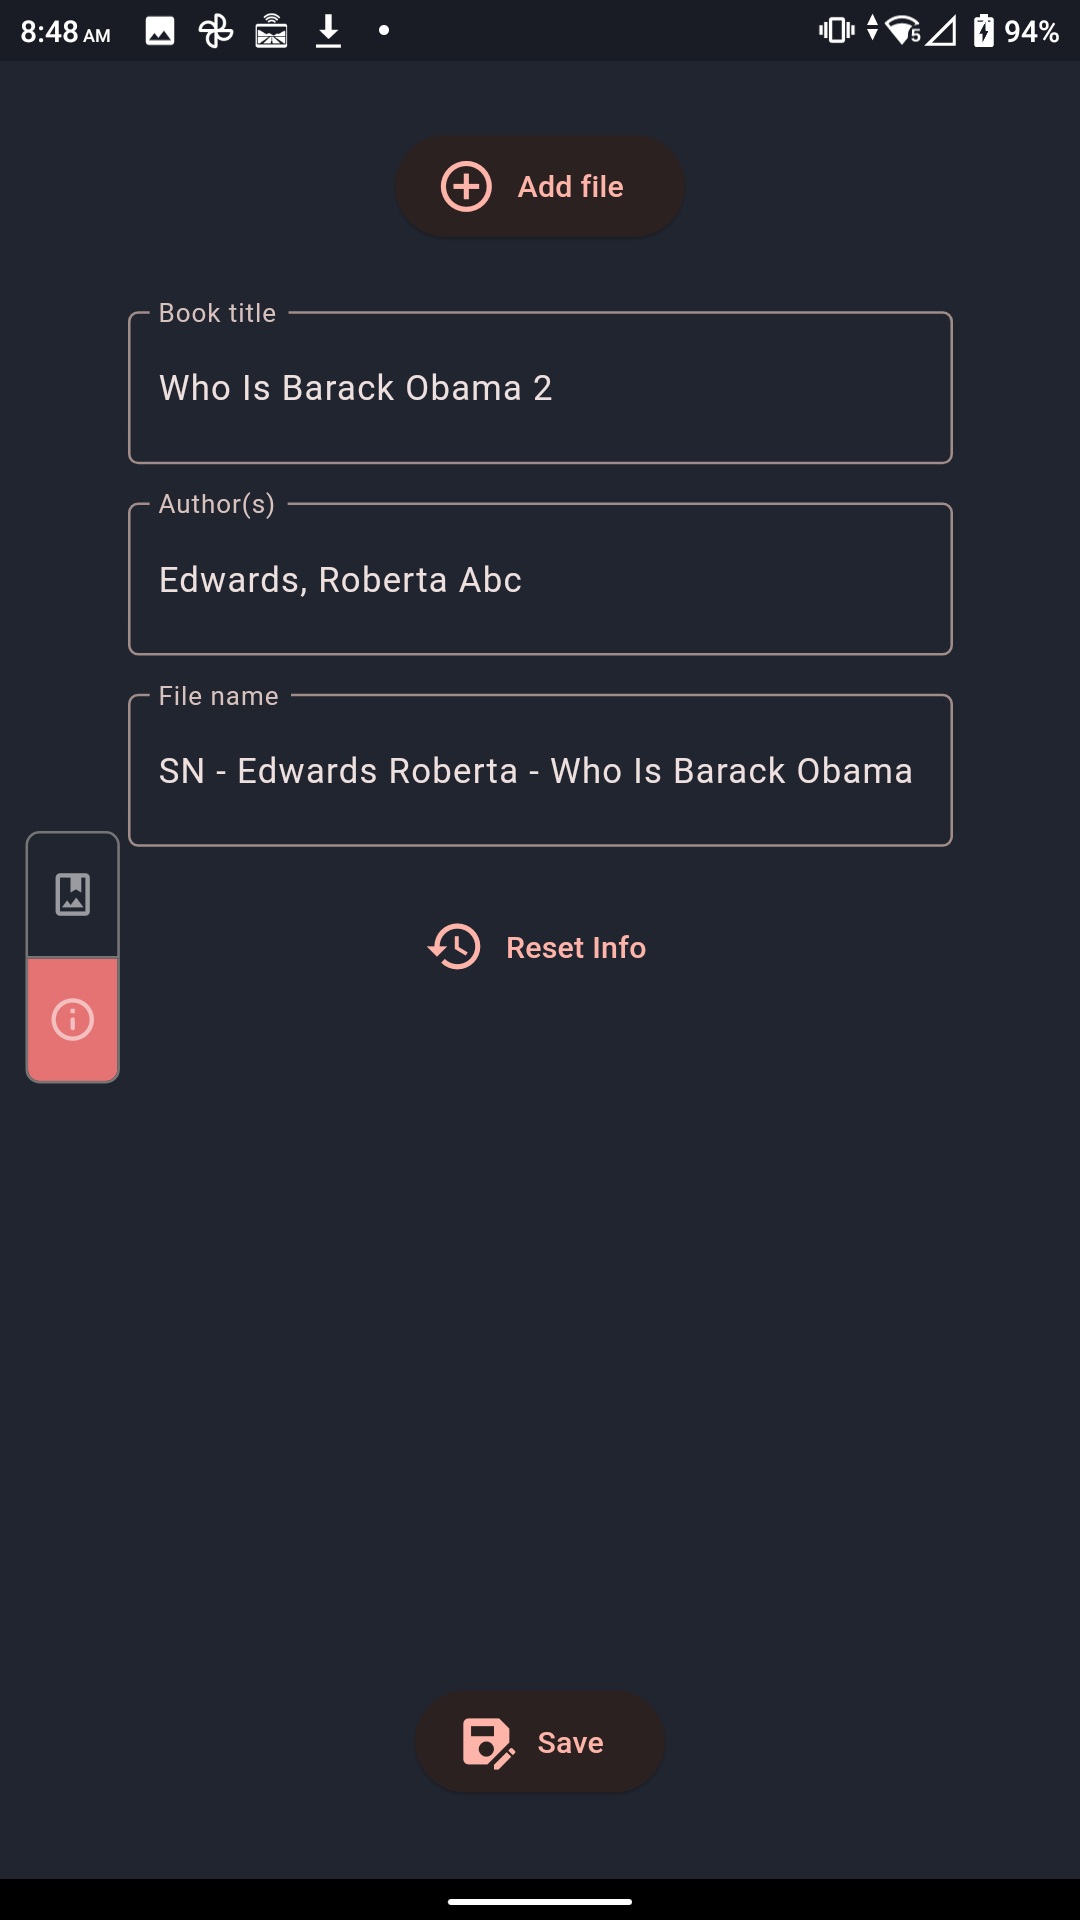 8:48 AM 5 94%
Add file
Book title
Who Is Barack Obama 2
Author(s)
Edwards, Roberta Abc
File name
SN - Edwards Roberta - Who Is Barack Obama
Reset Info
Save